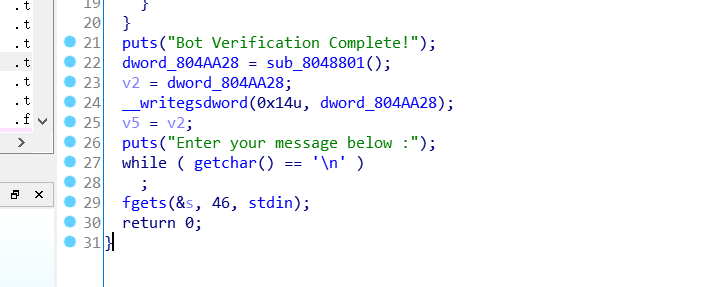 .t 19 }
.t 20 }
.t 21 puts("Bot Verification Complete!");
.t 22 dword_804AA28 = sub_8048801();
.t 23 v2 = dword_804AA28;
.t 24 __writegsdword(0x14u, dword_804AA28);
.f 25 v5 = v2;
26 puts("Enter your message below :");
27 while ( getchar() == '\n' )
28 ;
29 fgets(&s, 46, stdin);
30 return 0;
31 }